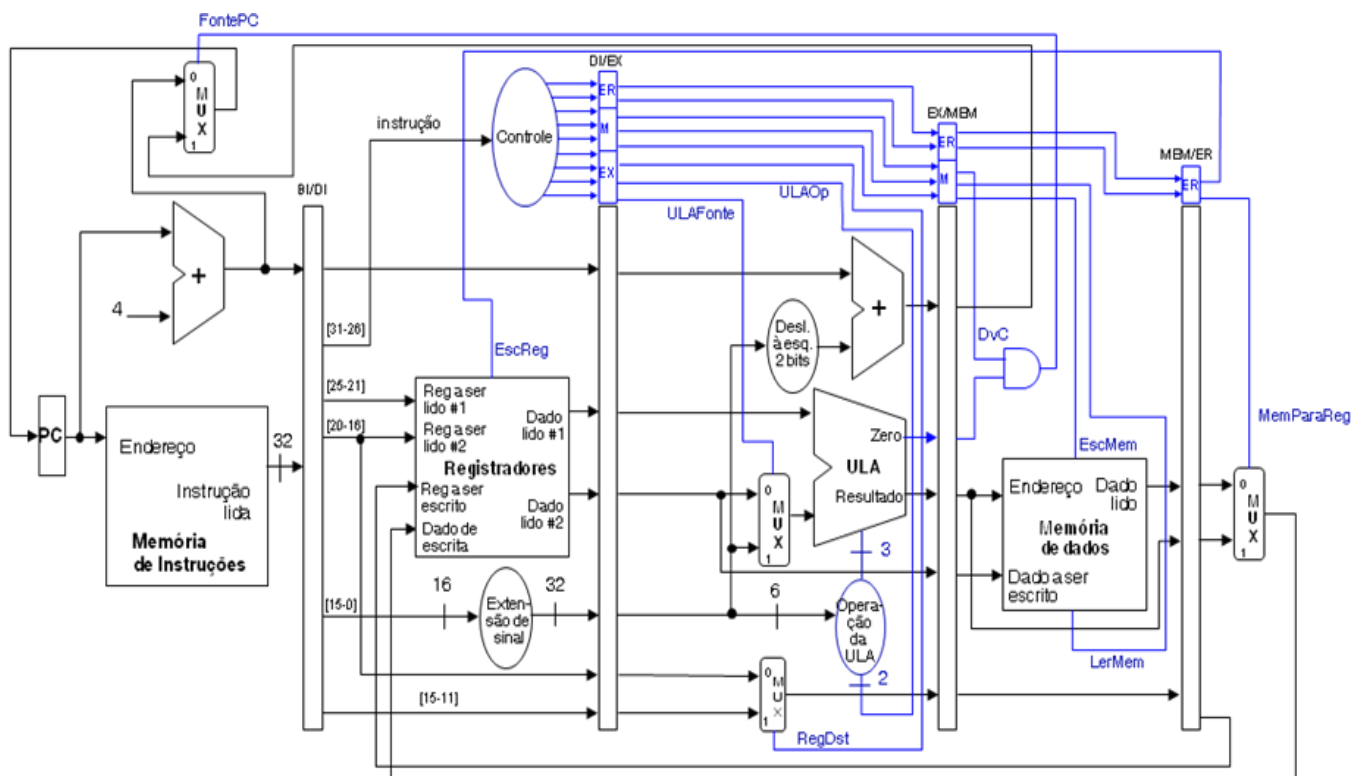 FontePC
0
MUX
1
DI/EX
ER
M
EX
instrução
Controle
EX/MEM
ER
M
MEM/ER
ER
BI/DI
ULAFonte
ULAOp
+
4
[31-26]
EscReg
Desl.
à esq.
2 bits
+
DvC
[25-21]
[20-16]
PC
Endereço
Instrução
lida
Memória
de Instruções
32
Reg a ser
lido #1
Reg a ser
lido #2
Registradores
Reg a ser
escrito
Dado de
escrita
Dado
lido #1
Dado
lido #2
0
MUX
1
Zero
ULA
Resultado
3
EscMem
Endereço
Dado
lido
Memória
de dados
Dado a ser
escrito
MemParaReg
0
MUX
1
[15-0]
16
Exten-
são de
sinal
32
6
Opera-
ção da
ULA
2
LerMem
[15-11]
0
MUX
1
RegDst